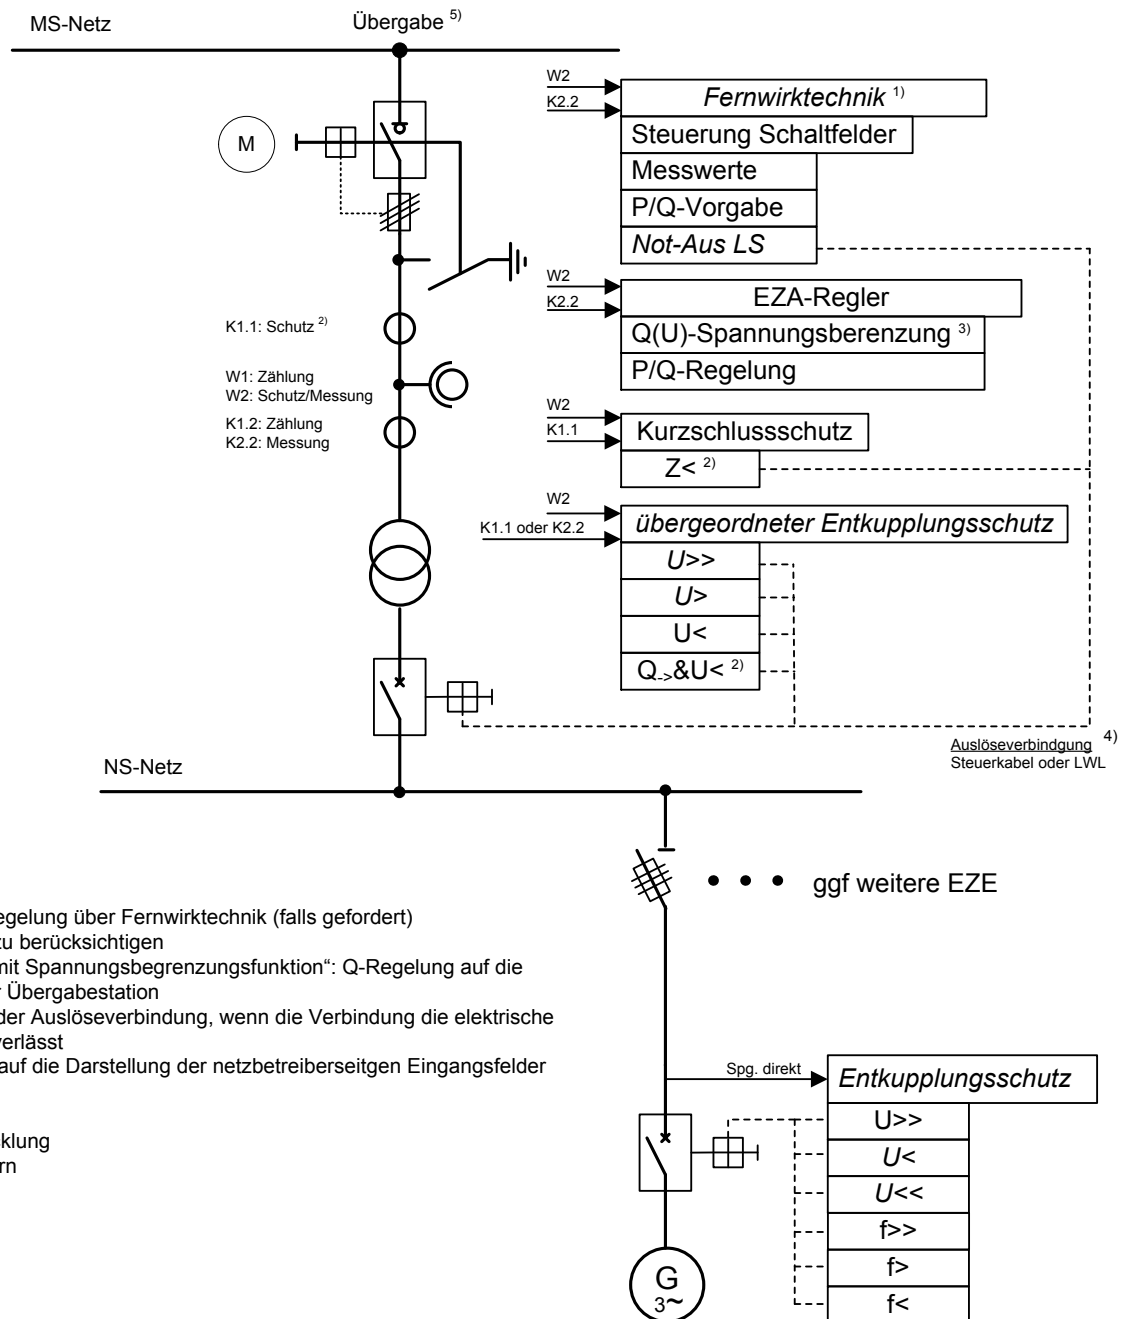 MS-Netz
Übergabe 5)
M
K1.1: Schutz 2)
W1: Zählung
W2: Schutz/Messung
K1.2: Zählung
K2.2: Messung
W2
K2.2
Fernwirktechnik 1)
Steuerung Schaltfelder
Messwerte
P/Q-Vorgabe
Not-Aus LS
W2
K2.2
EZA-Regler
Q(U)-Spannungsberenzung 3)
P/Q-Regelung
W2
K1.1
Kurzschlussschutz
Z< 2)
W2
K1.1 oder K2.2
übergeordneter Entkupplungsschutz
U>>
U>
U<
Q->&U< 2)
Auslöseverbindgung 4)
Steuerkabel oder LWL
NS-Netz
ggf weitere EZE
egelung über Fernwirktechnik (falls gefordert)
zu berücksichtigen
mit Spannungsbegrenzungsfunktion“: Q-Regelung auf die
r Übergabestation
der Auslöseverbindung, wenn die Verbindung die elektrische
verlässt
auf die Darstellung der netzbetreiberseitgen Eingangsfelder
cklung
rn
Spg. direkt
Entkupplungsschutz
U>>
U<
U<<
f>>
f>
f<
G
3~